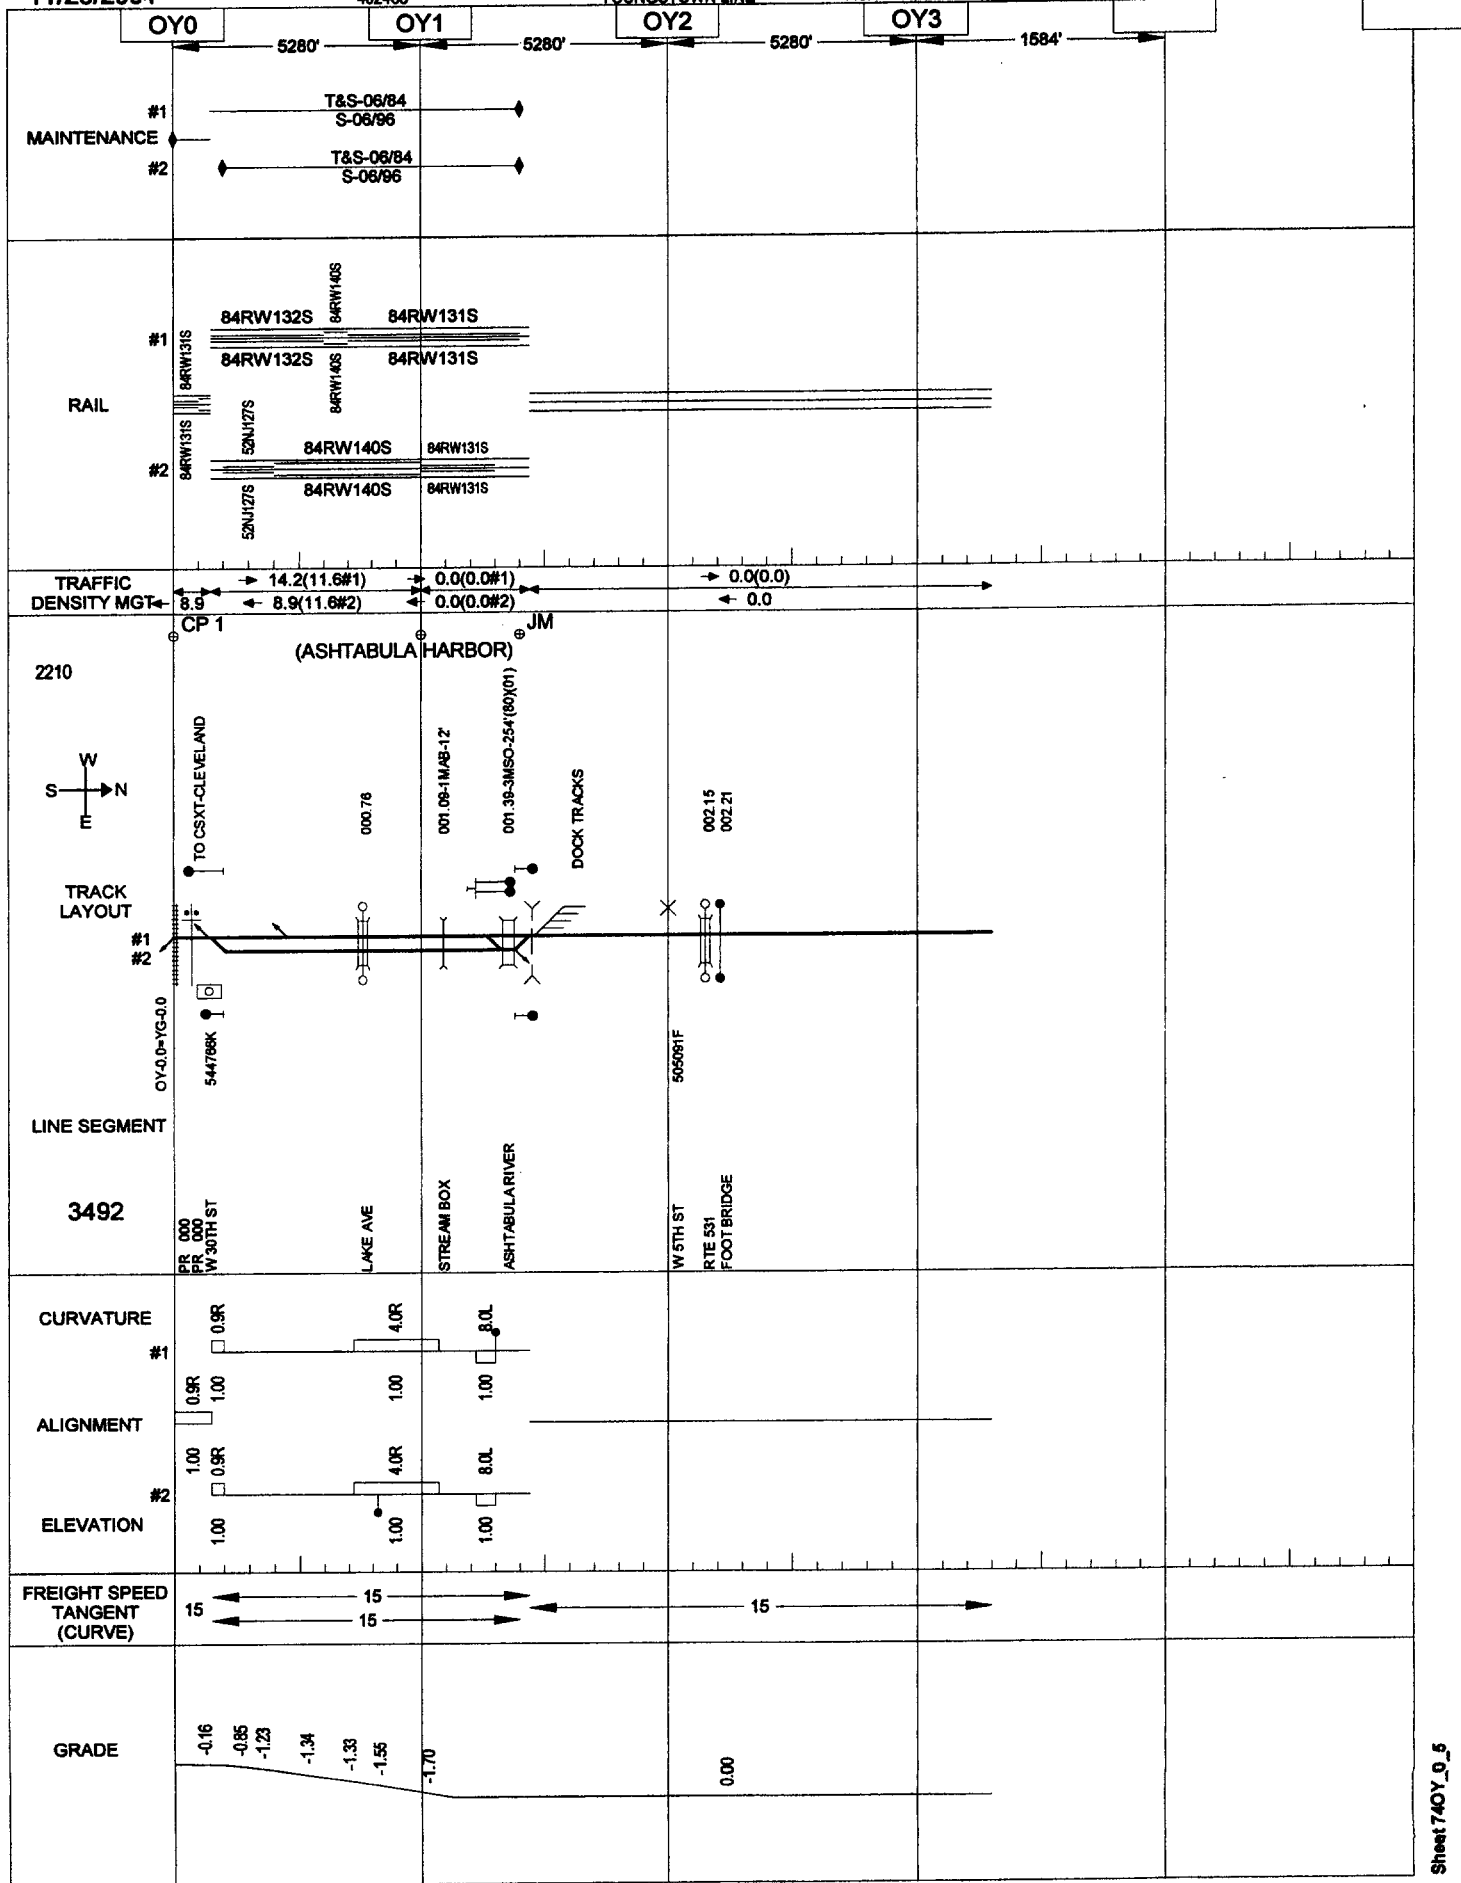 OY0
OY1
OY2
OY3
5280'
5280'
5280'
1584'
MAINTENANCE
#1
T&S-06/84
S-06/96
#2
T&S-06/84
S-06/96
RAIL
#1
84RW131S
84RW132S
84RW140S
84RW131S
84RW132S
84RW140S
84RW131S
#2
84RW131S
52NJ127S
84RW140S
84RW131S
52NJ127S
84RW140S
84RW131S
TRAFFIC
DENSITY MGT
8.9
14.2(11.6#1)
0.0(0.0#1)
0.0(0.0)
8.9(11.6#2)
0.0(0.0#2)
0.0
CP 1
JM
(ASHTABULA HARBOR)
2210
W
S
N
E
TO CSXT-CLEVELAND
000.76
001.09-1MAB-12'
001.39-3MSO-254'(80)(01)
DOCK TRACKS
002.15
002.21
TRACK
LAYOUT
#1
#2
OY-0.0=YG-0.0
544766K
505091F
LINE SEGMENT
3492
PR 000
PR 000
W 30TH ST
LAKE AVE
STREAM BOX
ASHTABULA RIVER
W 5TH ST
RTE 531
FOOT BRIDGE
CURVATURE
#1
0.9R
4.0R
8.0L
0.9R
1.00
1.00
1.00
ALIGNMENT
1.00
0.9R
4.0R
8.0L
#2
ELEVATION
1.00
1.00
1.00
FREIGHT SPEED
TANGENT
(CURVE)
15
15
15
15
GRADE
-0.16
-0.85
-1.23
-1.34
-1.33
-1.55
-1.70
0.00
Sheet 74OY_0_5